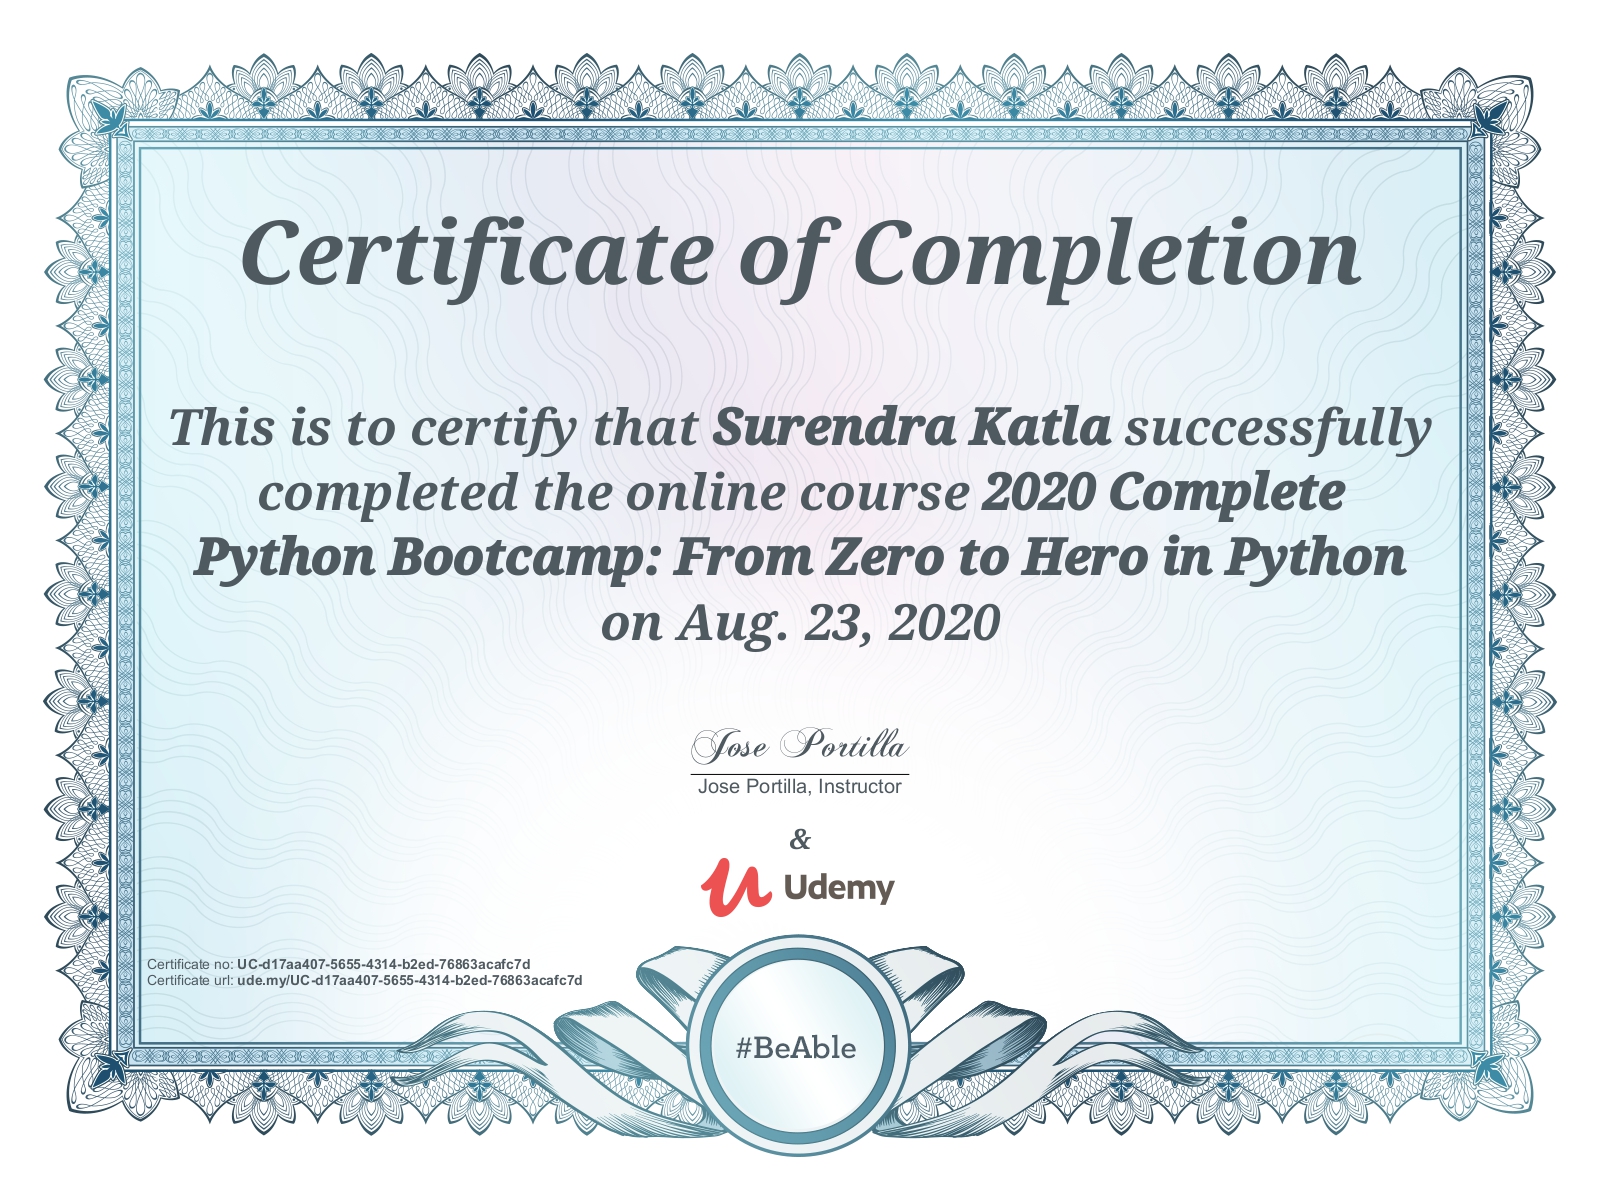 Certificate of Completion
This is to certify that Surendra Katla successfully
completed the online course 2020 Complete
Python Bootcamp: From Zero to Hero in Python
on Aug. 23, 2020
Jose Portilla
Jose Portilla, Instructor
&
Udemy
Certificate no: UC-d17aa407-5655-4314-b2ed-76863acafc7d
Certificate url: ude.my/UC-d17aa407-5655-4314-b2ed-76863acafc7d
#BeAble